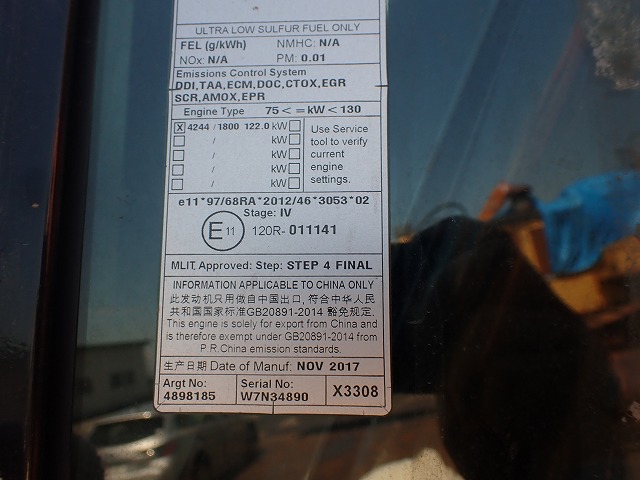 ULTRA LOW SULFUR FUEL ONLY
FEL (g/kWh) NMHC: N/A
NOx: N/A PM: 0.01
Emissions Control System
DDI,TAA,ECM,DOC,CTOX,EGR
SCR,AMOX,EPR
Engine Type 75 < = kW < 130
X 4244 / 1800 122.0 kW
/ kW
/ kW
/ kW
/ kW
Use Service
tool to verify
current
engine
settings.
e11*97/68RA*2012/46*3053*02
Stage: IV
E11 120R- 011141
MLIT, Approved: Step: STEP 4 FINAL
INFORMATION APPLICABLE TO CHINA ONLY
此发动机只用做自中国出口, 符合中华人民
共和国国家标准GB20891-2014 豁免规定.
This engine is solely for export from China and
is therefore exempt under GB20891-2014 from
P.R.China emission standards.
生产日期 Date of Manuf: NOV 2017
Argt No:
4898185
Serial No:
W7N34890
X3308